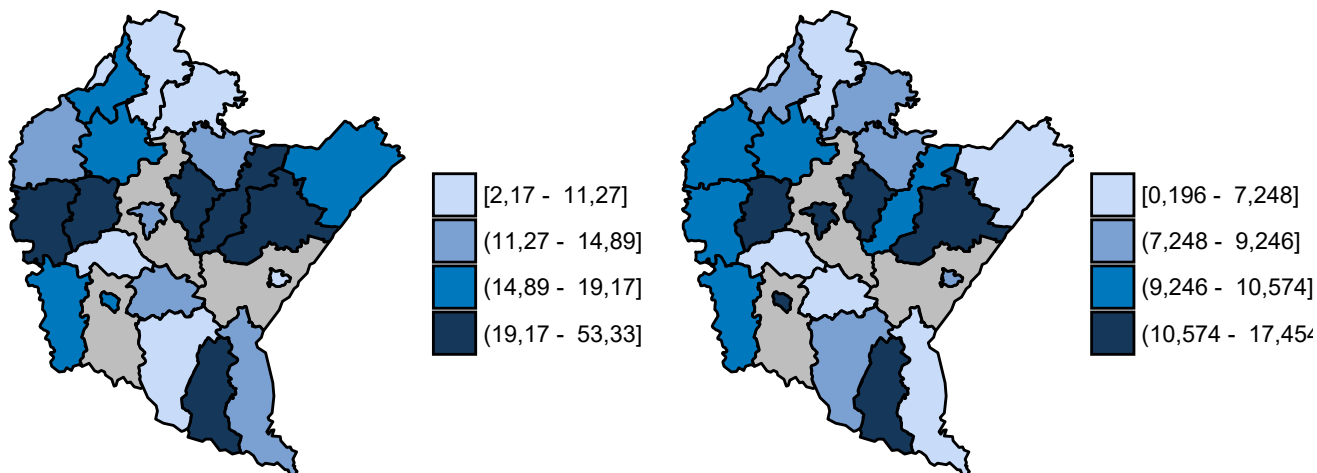 [2,17 - 11,27]
(11,27 - 14,89]
(14,89 - 19,17]
(19,17 - 53,33]
[0,196 - 7,248]
(7,248 - 9,246]
(9,246 - 10,574]
(10,574 - 17,454